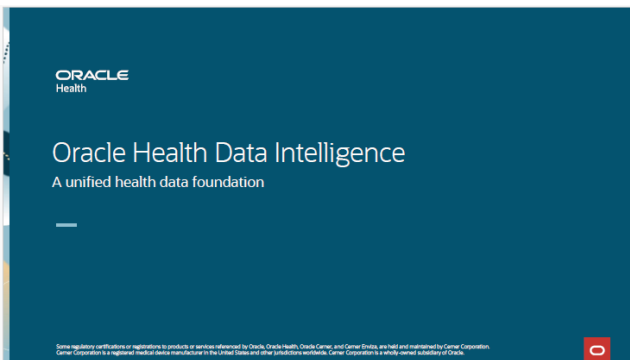 ORACLE
Health
Oracle Health Data Intelligence
A unified health data foundation
Some regulatory certifications or registrations to products or services referenced by Oracle, Oracle Health, Oracle Cerner, and Cerner Enviza, are held and maintained by Cerner Corporation.
Cerner Corporation is a registered medical device manufacturer in the United States and other jurisdictions worldwide. Cerner Corporation is a wholly-owned subsidiary of Oracle.